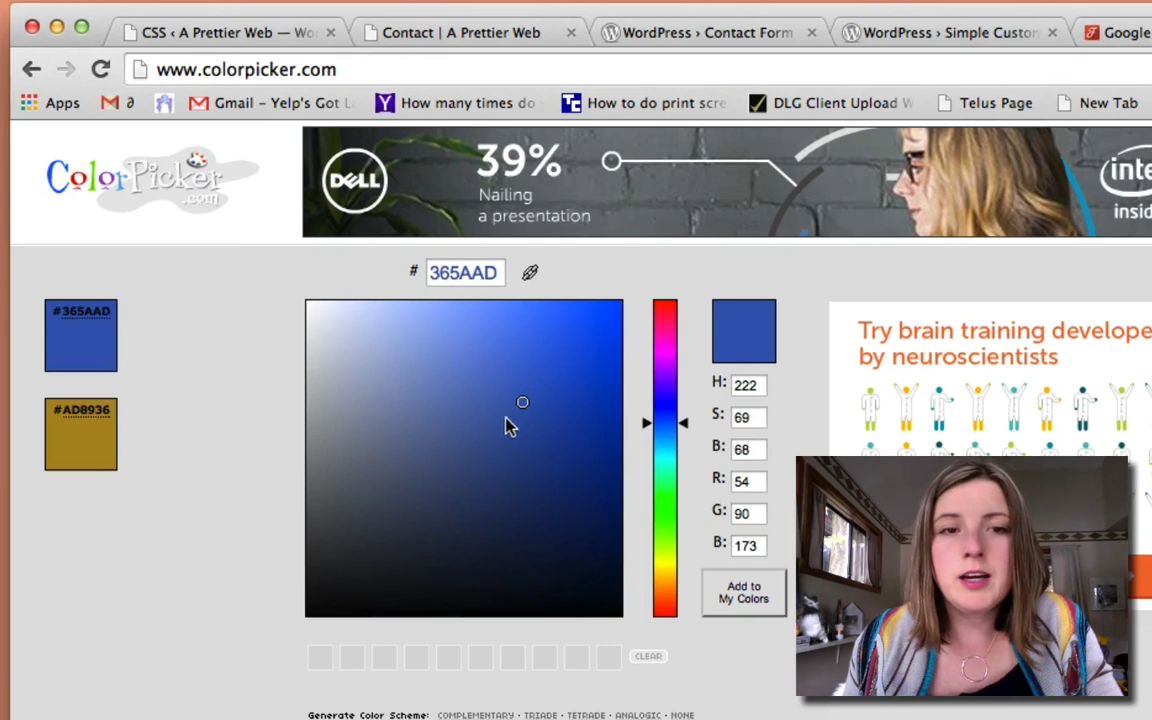 CSS ‹ A Prettier Web — Wo
Contact | A Prettier Web
WordPress › Contact Form
WordPress › Simple Custon
Google
www.colorpicker.com
Apps
Gmail – Yelp's Got L
How many times do
How to do print scre
DLG Client Upload W
Telus Page
New Tab
ColorPicker
.com
DELL
39%
Nailing
a presentation
inte
insid
# 365AAD
#365AAD
#AD8936
H: 222
S: 69
B: 68
R: 54
G: 90
B: 173
Add to
My Colors
Try brain training develope
by neuroscientists
CLEAR
Generate Color Scheme: COMPLEMENTARY · TRIADE · TETRADE · ANALOGIC · NONE